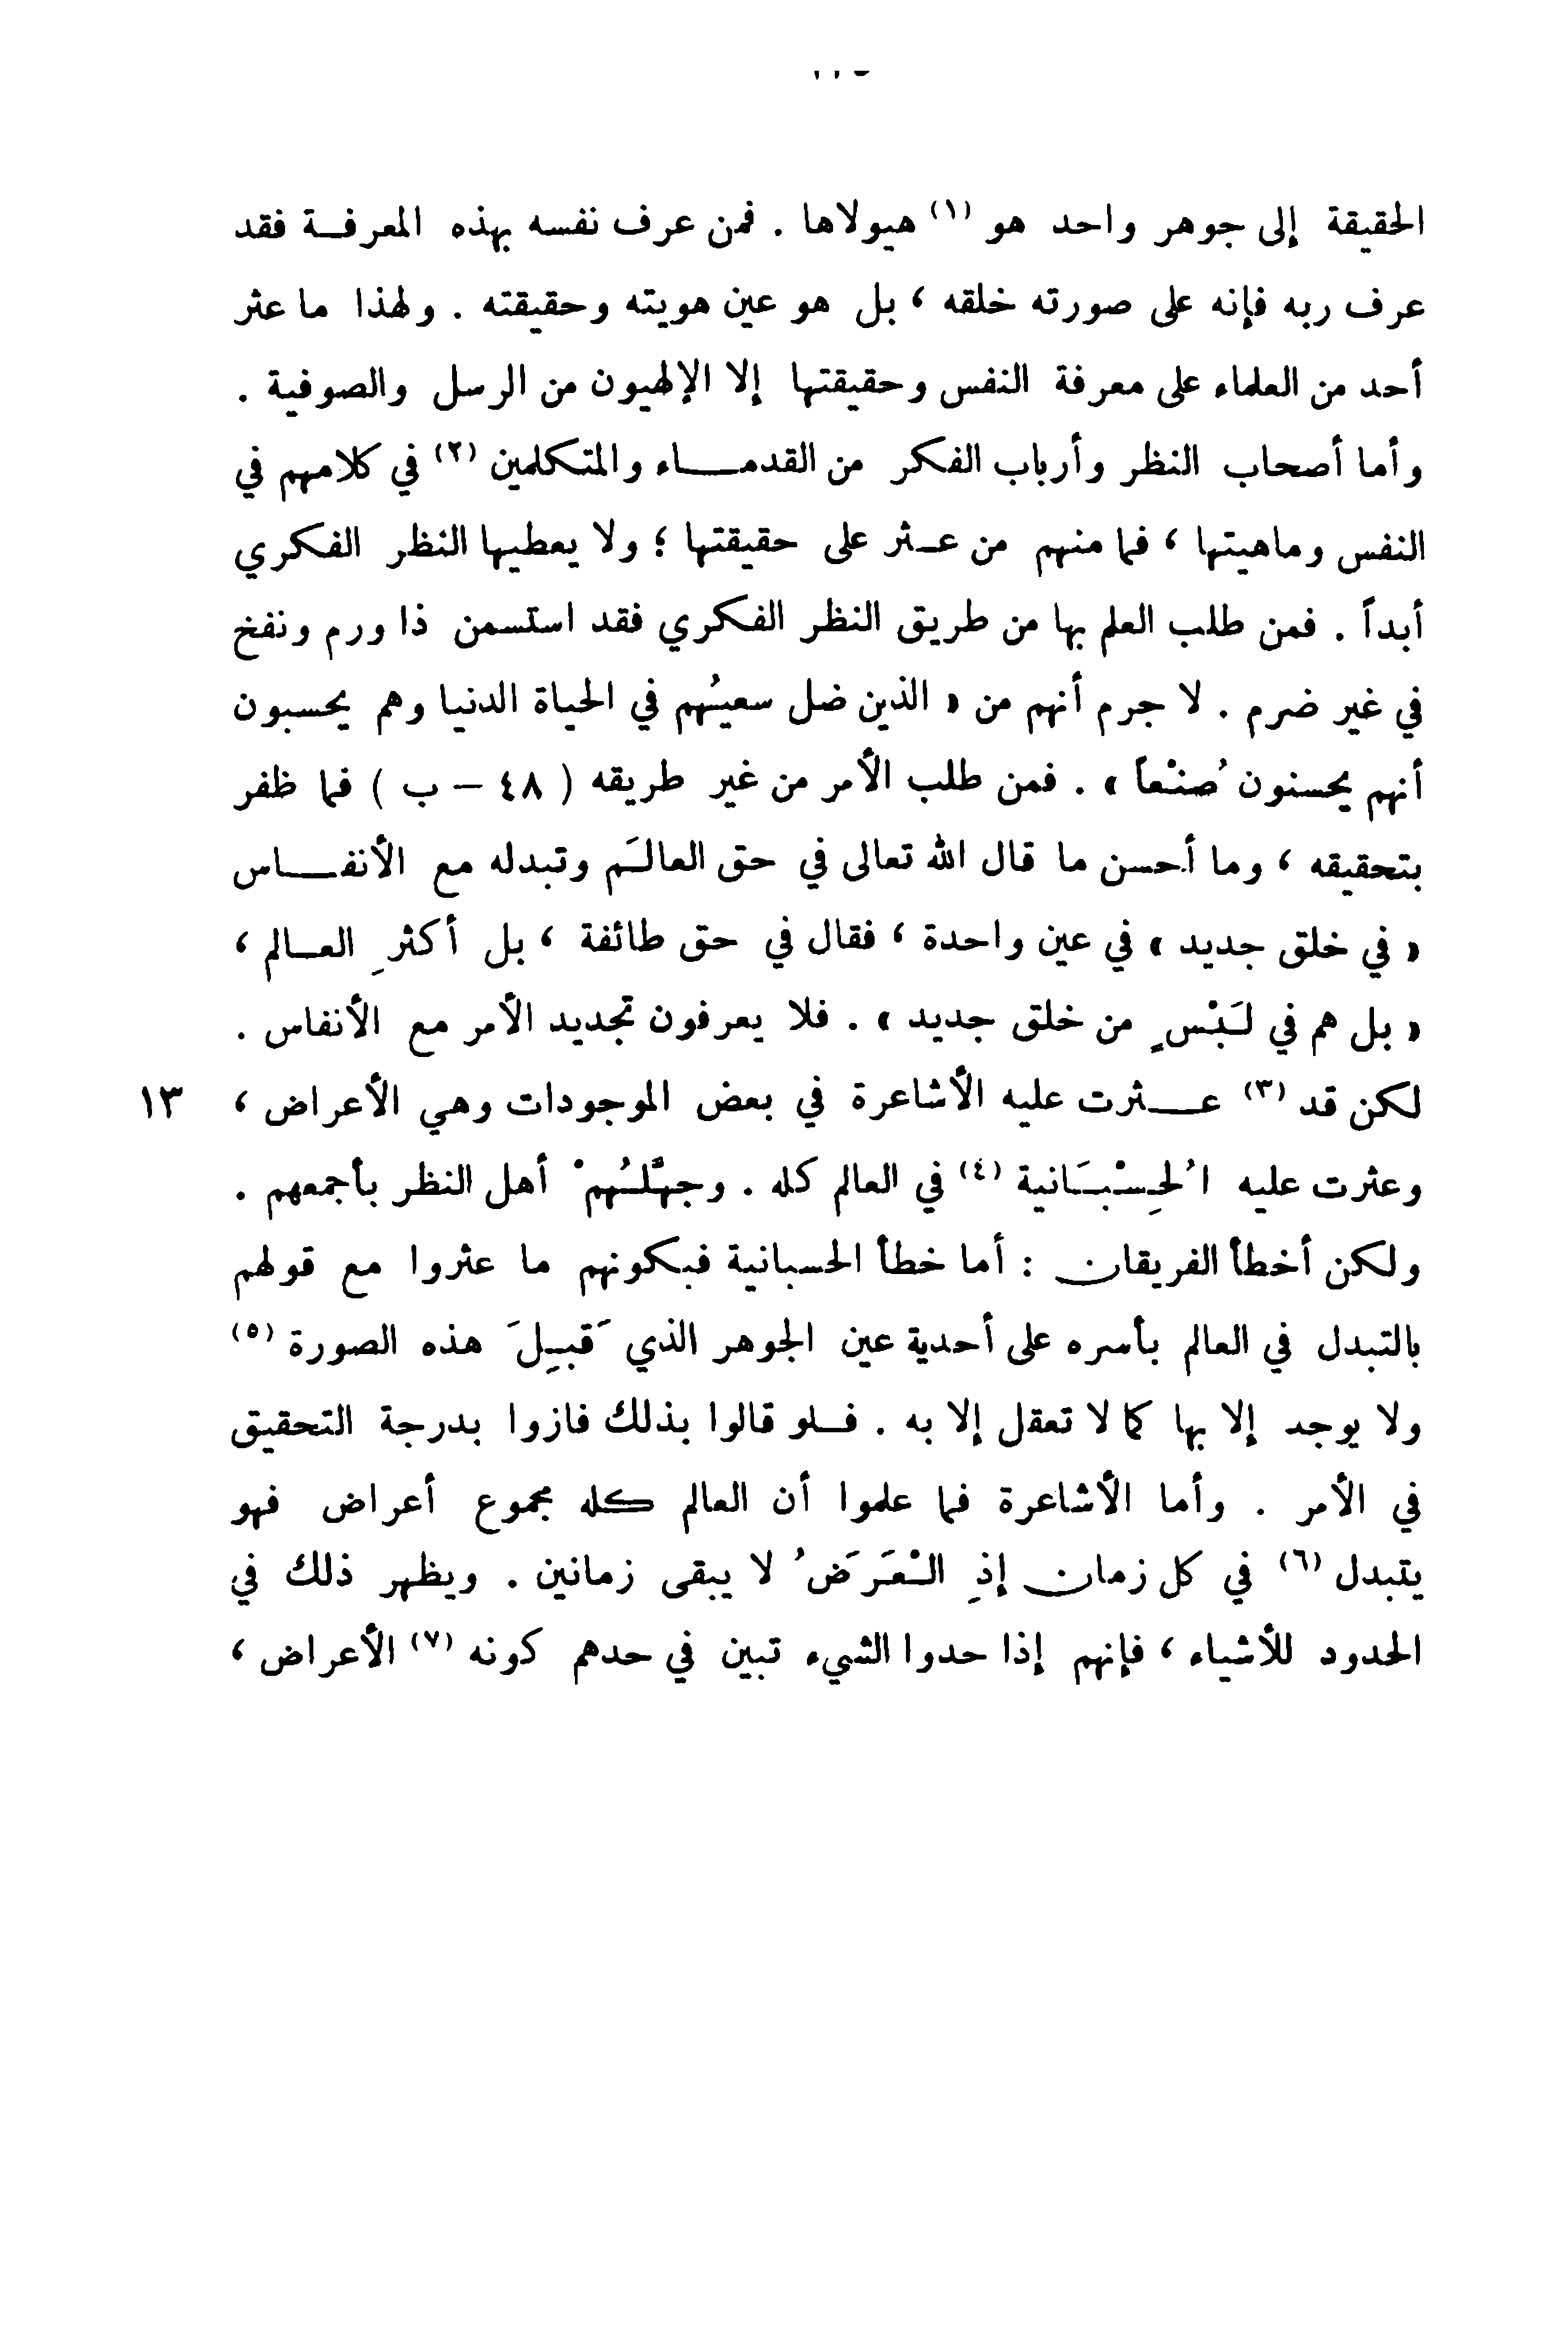 الحقيقة إلى جوهر واحد هو (١) هيولاها . فمن عرف نفسه بهذه المعرفة فقد
عرف ربه فإنه على صورته خلقه ، بل هو عين هويته وحقيقته . ولهذا ما عثر
أحد من العلماء على معرفة النفس وحقيقتها إلا الإلهيون من الرسل والصوفية .
وأما أصحاب النظر وأرباب الفكر من القدماء والمتكلمين (٢) في كلامهم في
النفس وماهيتها ، فما منهم من عثر على حقيقتها ؛ ولا يعطيها النظر الفكري
أبداً . فمن طلب العلم بها من طريق النظر الفكري فقد استسمن ذا ورم ونفخ
في غير ضرم . لا جرم أنهم من « الذين ضل سعيُهم في الحياة الدنيا وهم يحسبون
أنهم يحسنون صُنْعاً » . فمن طلب الأمر من غير طريقه ( ٤٨ – ب ) فما ظفر
بتحقيقه ، وما أحسن ما قال الله تعالى في حق العالَم وتبدله مع الأنفاس
« في خلق جديد » في عين واحدة ، فقال في حق طائفة ، بل أكثرِ العالم ،
« بل هم في لَبْسٍ من خلق جديد » . فلا يعرفون تجديد الأمر مع الأنفاس .
لكن قد (٣) عثرت عليه الأشاعرة في بعض الموجودات وهي الأعراض ، ١٣
وعثرت عليه الُحِسْبَانية (٤) في العالم كله . وجهَّلَُهمْ أهل النظر بأجمعهم .
ولكن أخطأ الفريقان : أما خطأ الحسبانية فبكونهم ما عثروا مع قولهم
بالتبدل في العالم بأسره على أحدية عين الجوهر الذي قَبِلَ هذه الصورة (٥)
ولا يوجد إلا بها كما لا تعقل إلا به . فلو قالوا بذلك فازوا بدرجة التحقيق
في الأمر . وأما الأشاعرة فما علموا أن العالم كله مجموع أعراض فهو
يتبدل (٦) في كل زمان إذِ الْعَرَضُ لا يبقى زمانين . ويظهر ذلك في
الحدود للأشياء ، فإنهم إذا حدوا الشيء تبين في حدهم كونه (٧) الأعراض ،